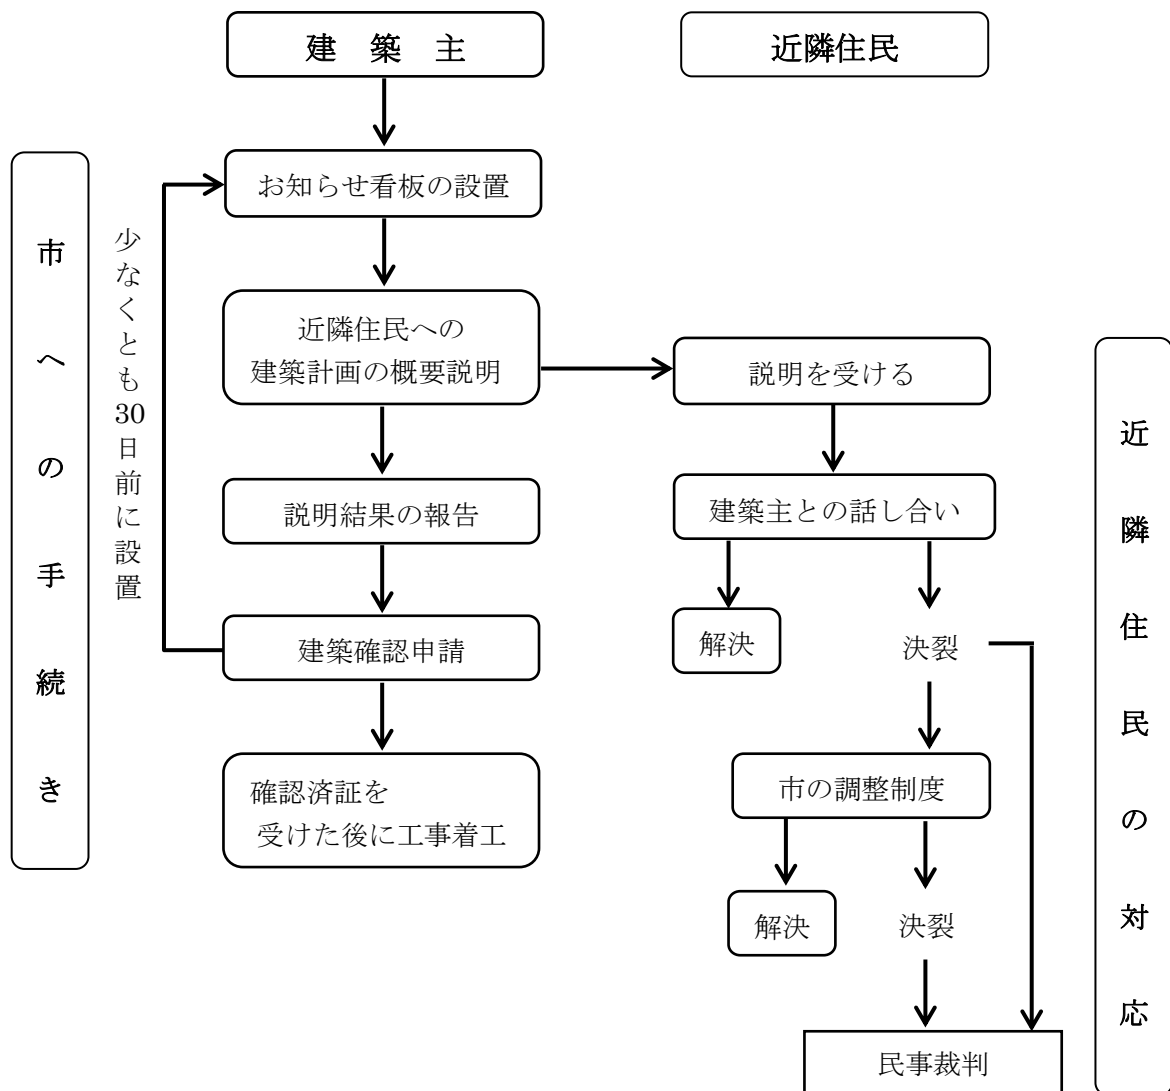 建 築 主
近隣住民
市への手続き
少なくとも30日前に設置
お知らせ看板の設置
近隣住民への
建築計画の概要説明
説明結果の報告
建築確認申請
確認済証を
受けた後に工事着工
説明を受ける
建築主との話し合い
解決
決裂
市の調整制度
解決
決裂
民事裁判
近隣住民の対応